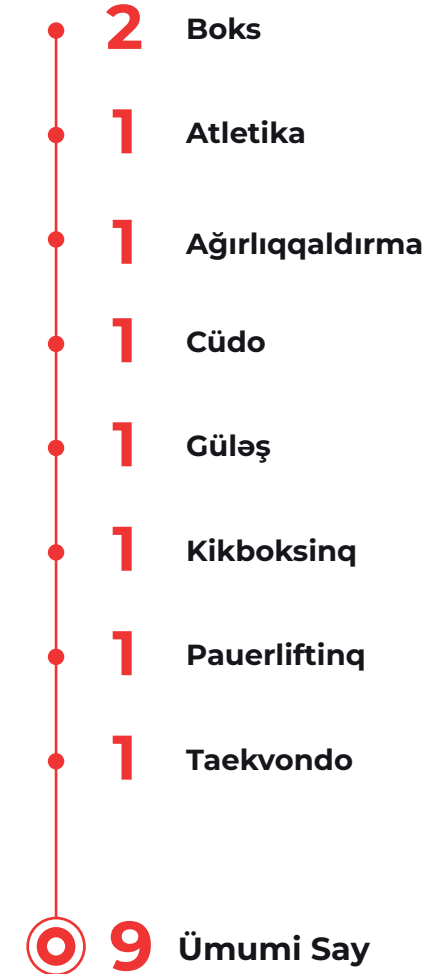 2 Boks
1 Atletika
1 Ağırlıqqaldırma
1 Cüdo
1 Güləş
1 Kikboksinq
1 Pauerliftinq
1 Taekvondo
9 Ümumi Say